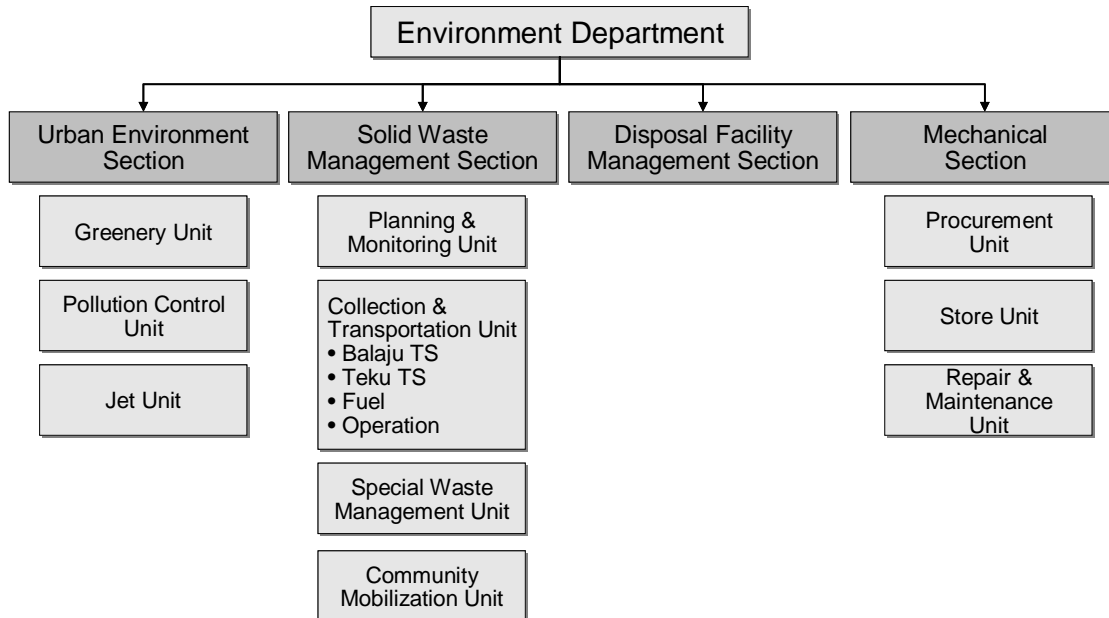 Environment Department
Urban Environment
Section
Solid Waste
Management Section
Disposal Facility
Management Section
Mechanical
Section
Greenery Unit
Pollution Control
Unit
Jet Unit
Planning &
Monitoring Unit
Collection &
Transportation Unit
• Balaju TS
• Teku TS
• Fuel
• Operation
Special Waste
Management Unit
Community
Mobilization Unit
Procurement
Unit
Store Unit
Repair &
Maintenance
Unit